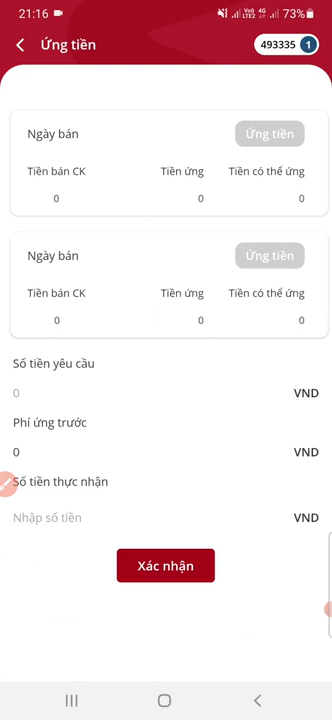 21:16 73%
Ứng tiền 493335 1
Ngày bán Ứng tiền
Tiền bán CK Tiền ứng Tiền có thể ứng
0 0 0
Ngày bán Ứng tiền
Tiền bán CK Tiền ứng Tiền có thể ứng
0 0 0
Số tiền yêu cầu
0 VND
Phí ứng trước
0 VND
Số tiền thực nhận
Nhập số tiền VND
Xác nhận